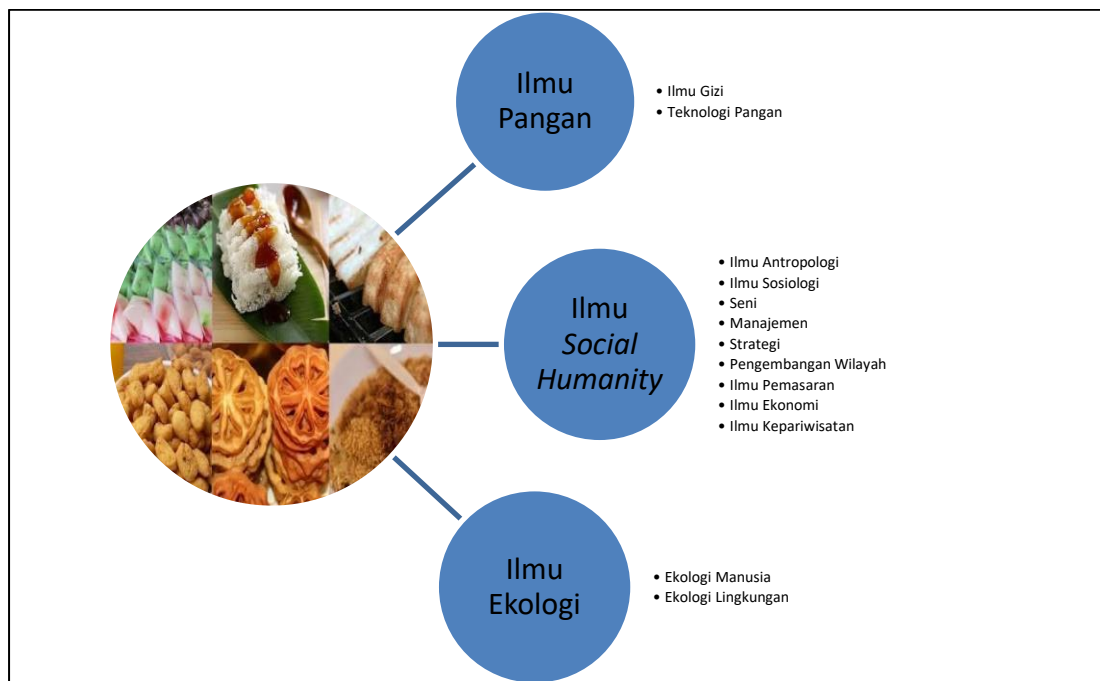 Ilmu
Pangan
• Ilmu Gizi
• Teknologi Pangan
Ilmu
Social
Humanity
• Ilmu Antropologi
• Ilmu Sosiologi
• Seni
• Manajemen
• Strategi
• Pengembangan Wilayah
• Ilmu Pemasaran
• Ilmu Ekonomi
• Ilmu Kepariwisatan
Ilmu
Ekologi
• Ekologi Manusia
• Ekologi Lingkungan